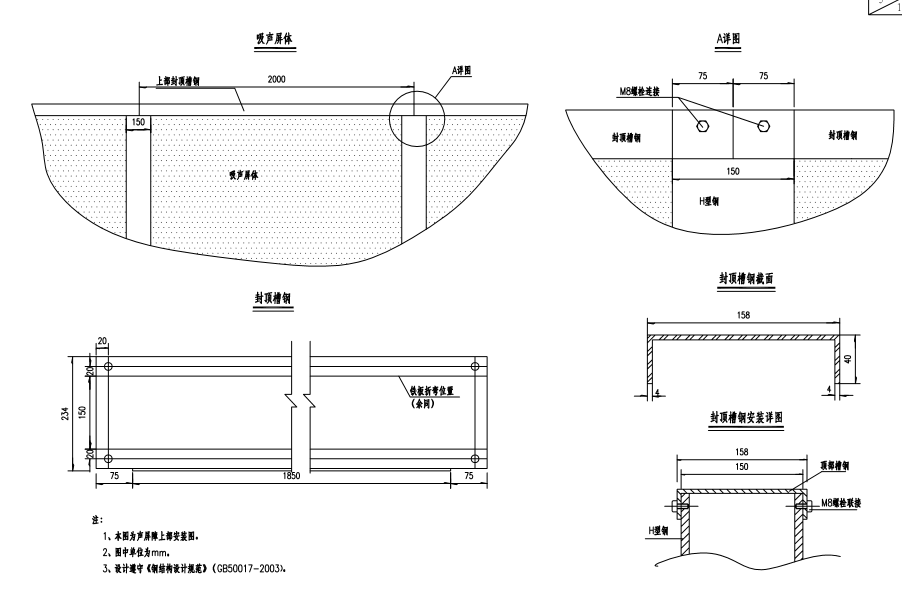 吸声屏体
上部封顶槽钢
2000
A详图
150
吸声屏体
A详图
75
75
M8螺栓连接
封顶槽钢
封顶槽钢
150
H型钢
封顶槽钢
20
20
234
150
20
铁板折弯位置
(余同)
75
1850
75
封顶槽钢截面
158
40
4
4
封顶槽钢安装详图
158
150
顶部槽钢
M8螺栓联接
H型钢
注:
1、本图为声屏障上部安装图。
2、图中单位为mm。
3、设计遵守《钢结构设计规范》(GB50017-2003)。